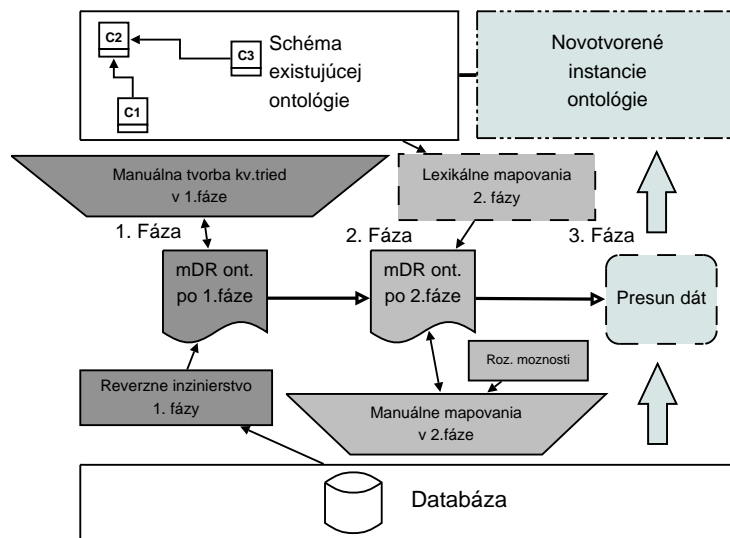 C2
C3
C1
Schéma
existujúcej
ontológie
Novotvorené
instancie
ontológie
Manuálna tvorba kv.tried
v 1.fáze
Lexikálne mapovania
2. fázy
1. Fáza
2. Fáza
3. Fáza
mDR ont.
po 1.fáze
mDR ont.
po 2.fáze
Presun dát
Reverzne inzinierstvo
1. fázy
Roz. moznosti
Manuálne mapovania
v 2.fáze
Databáza